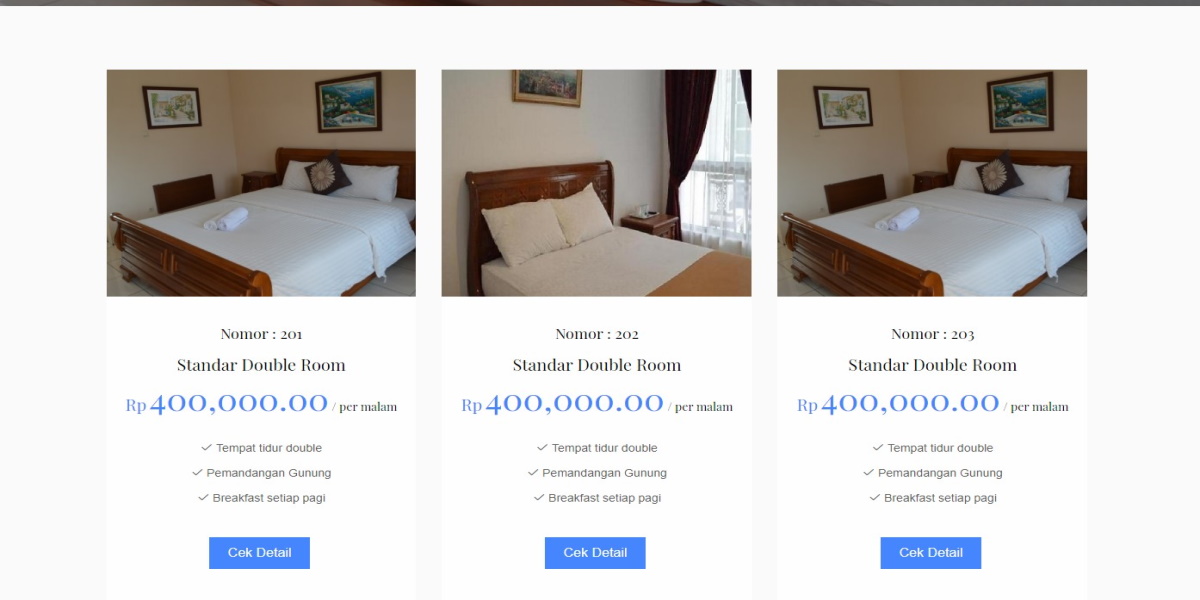 Nomor : 201
Standar Double Room
Rp 400,000.00 / per malam
✓ Tempat tidur double
✓ Pemandangan Gunung
✓ Breakfast setiap pagi
Cek Detail
Nomor : 202
Standar Double Room
Rp 400,000.00 / per malam
✓ Tempat tidur double
✓ Pemandangan Gunung
✓ Breakfast setiap pagi
Cek Detail
Nomor : 203
Standar Double Room
Rp 400,000.00 / per malam
✓ Tempat tidur double
✓ Pemandangan Gunung
✓ Breakfast setiap pagi
Cek Detail